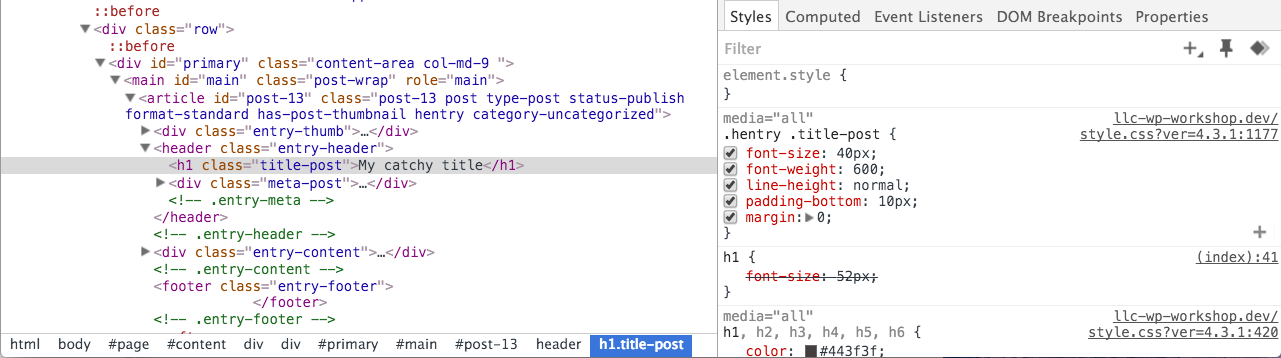 ::before
<div class="row">
::before
<div id="primary" class="content-area col-md-9 ">
<main id="main" class="post-wrap" role="main">
<article id="post-13" class="post-13 post type-post status-publish
format-standard has-post-thumbnail hentry category-uncategorized">
<div class="entry-thumb">…</div>
<header class="entry-header">
<h1 class="title-post">My catchy title</h1>
<div class="meta-post">…</div>
<!-- .entry-meta -->
</header>
<!-- .entry-header -->
<div class="entry-content">…</div>
<!-- .entry-content -->
<footer class="entry-footer">
</footer>
<!-- .entry-footer -->
html body #page #content div div #primary #main #post-13 header h1.title-post
Styles Computed Event Listeners DOM Breakpoints Properties
Filter
element.style {
}
media="all" llc-wp-workshop.dev/
.hentry .title-post { style.css?ver=4.3.1:1177
font-size: 40px;
font-weight: 600;
line-height: normal;
padding-bottom: 10px;
margin: 0;
}
h1 { (index):41
font-size: 52px;
}
media="all" llc-wp-workshop.dev/
h1, h2, h3, h4, h5, h6 { style.css?ver=4.3.1:420
color: #443f3f;